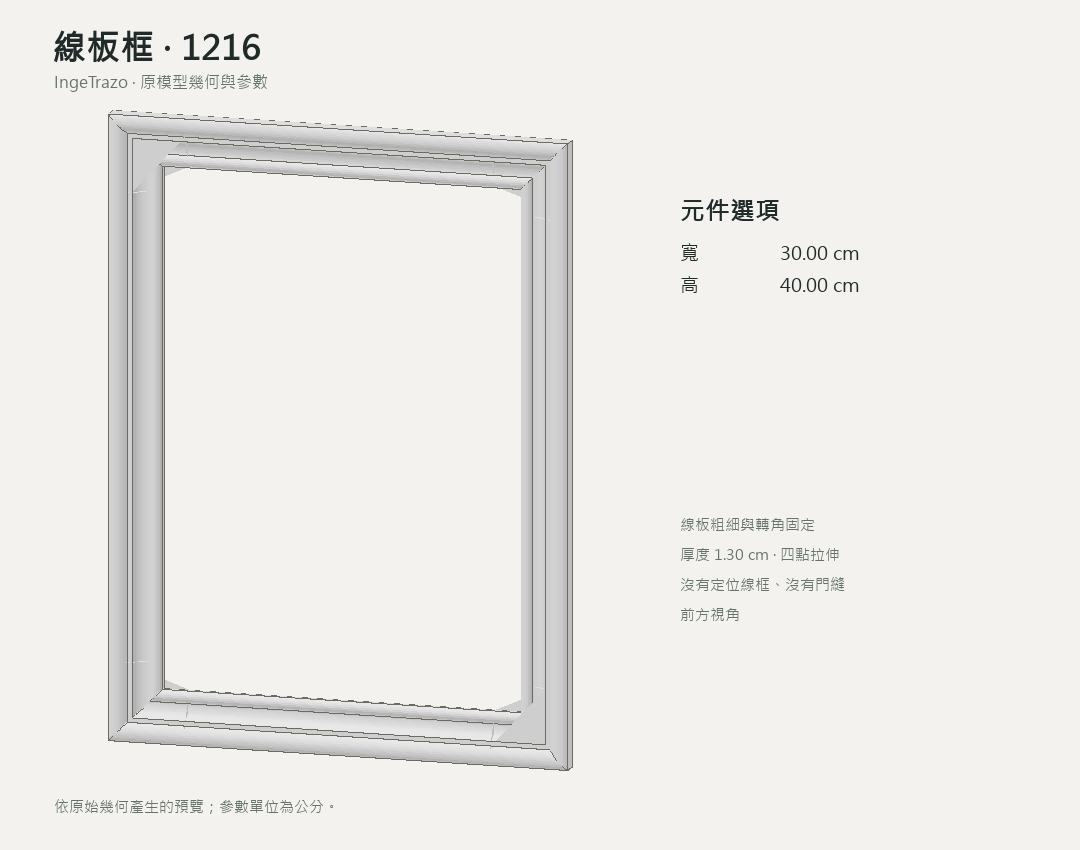 線板框 · 1216
IngeTrazo · 原模型幾何與參數
元件選項
寬 30.00 cm
高 40.00 cm
線板粗細與轉角固定
厚度 1.30 cm · 四點拉伸
沒有定位線框、沒有門縫
前方視角
依原始幾何產生的預覽；參數單位為公分。